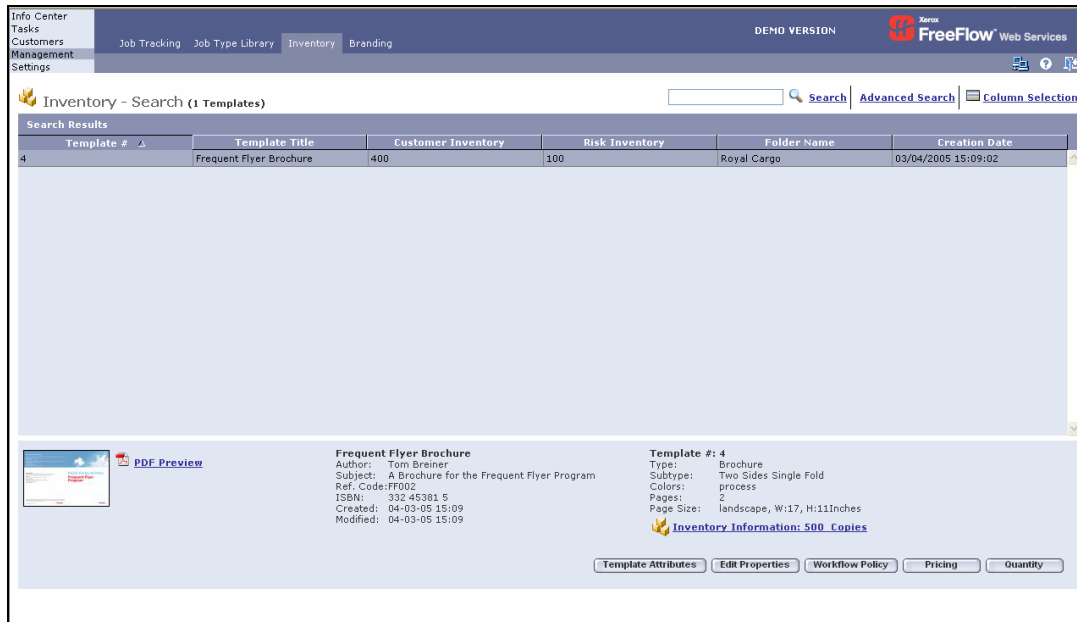 Info Center
Tasks
Customers
Management
Settings
Job Tracking Job Type Library Inventory Branding
DEMO VERSION
Xerox
FreeFlow Web Services
Inventory - Search (1 Templates)
Search Advanced Search Column Selection
Search Results
Template # Template Title Customer Inventory Risk Inventory Folder Name Creation Date
4 Frequent Flyer Brochure 400 100 Royal Cargo 03/04/2005 15:09:02
PDF Preview
Frequent Flyer Brochure
Author: Tom Breiner
Subject: A Brochure for the Frequent Flyer Program
Ref. Code:FF002
ISBN: 332 45381 5
Created: 04-03-05 15:09
Modified: 04-03-05 15:09
Template #: 4
Type: Brochure
Subtype: Two Sides Single Fold
Colors: process
Pages: 2
Page Size: landscape, W:17, H:11Inches
Inventory Information: 500 Copies
Template Attributes Edit Properties Workflow Policy Pricing Quantity